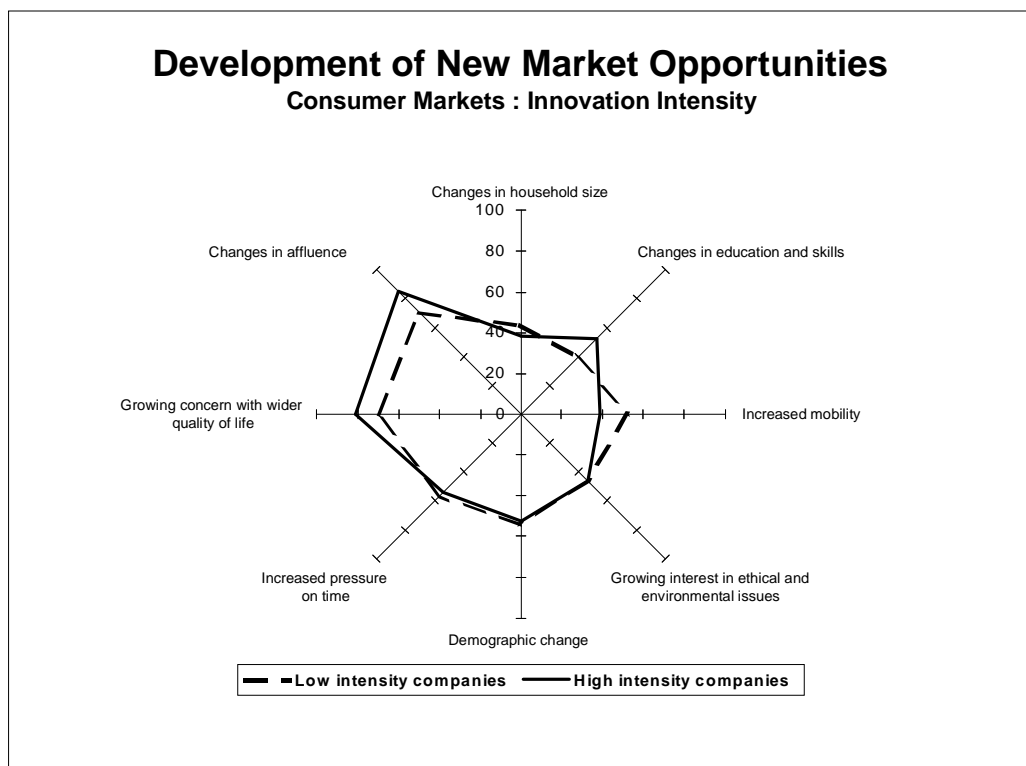 Development of New Market Opportunities
Consumer Markets : Innovation Intensity
Changes in household size
100
Changes in affluence
Changes in education and skills
80
60
40
20
Growing concern with wider
quality of life
0
Increased mobility
Increased pressure
on time
Growing interest in ethical and
environmental issues
Demographic change
Low intensity companies
High intensity companies